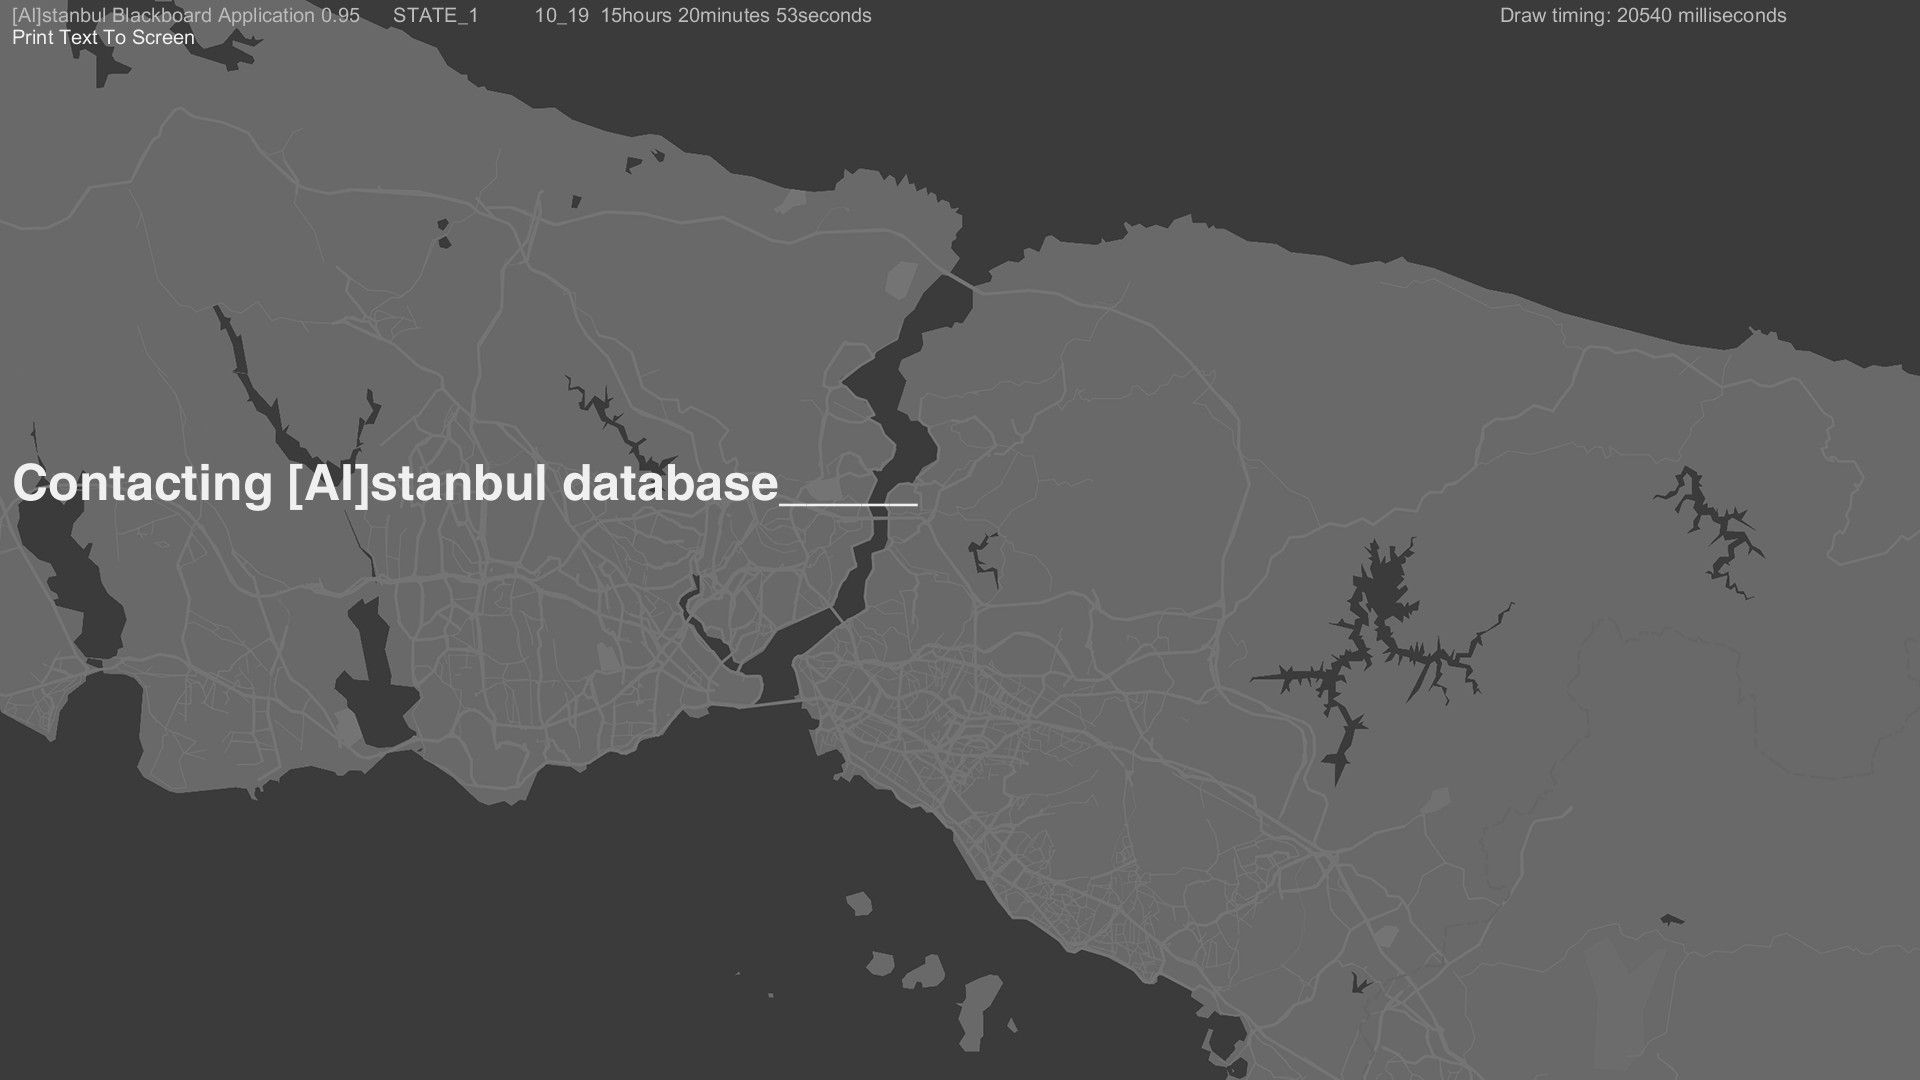 [AI]stanbul Blackboard Application 0.95 STATE_1 10_19 15hours 20minutes 53seconds Draw timing: 20540 milliseconds
Print Text To Screen
Contacting [AI]stanbul database_____